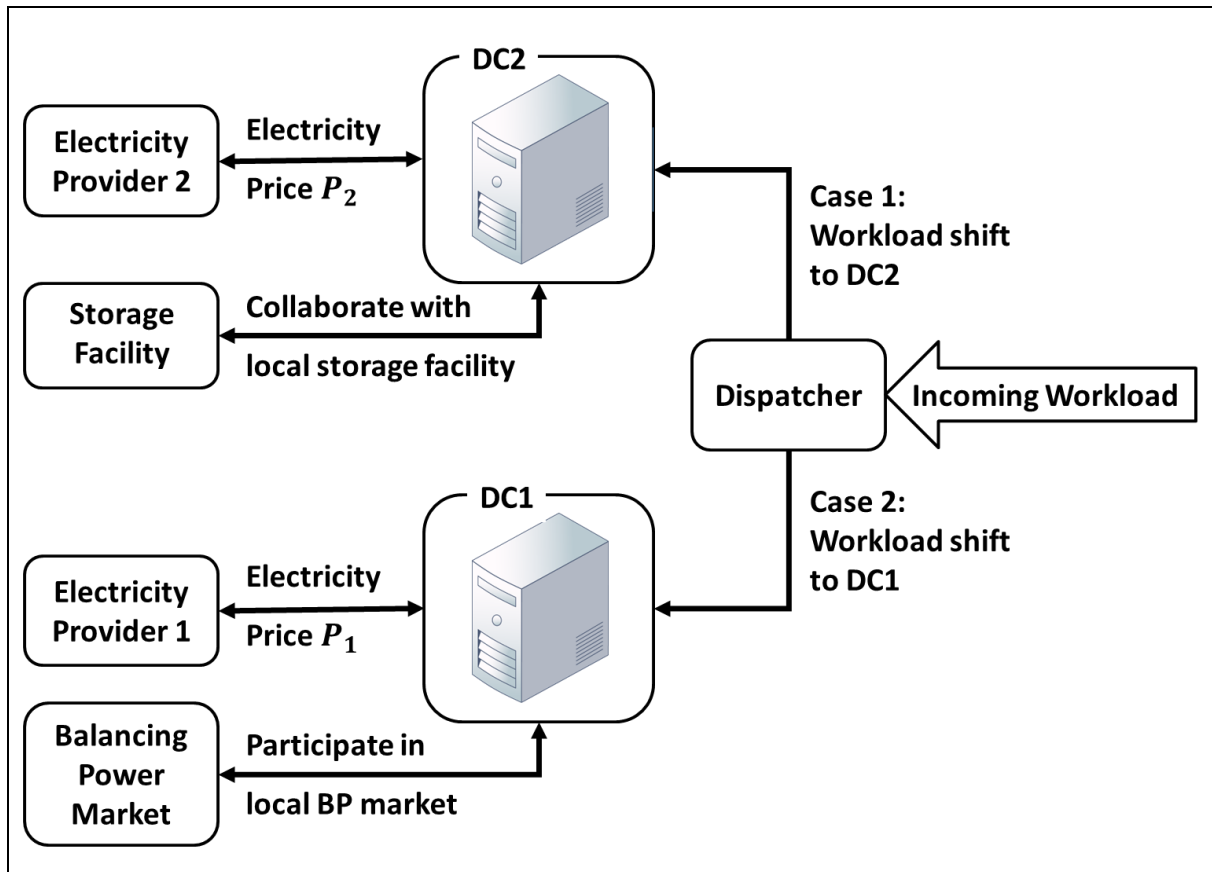 DC2
Electricity
Provider 2
Electricity
Price P₂
Storage
Facility
Collaborate with
local storage facility
Case 1:
Workload shift
to DC2
Dispatcher
Incoming Workload
Case 2:
Workload shift
to DC1
DC1
Electricity
Provider 1
Electricity
Price P₁
Balancing
Power
Market
Participate in
local BP market